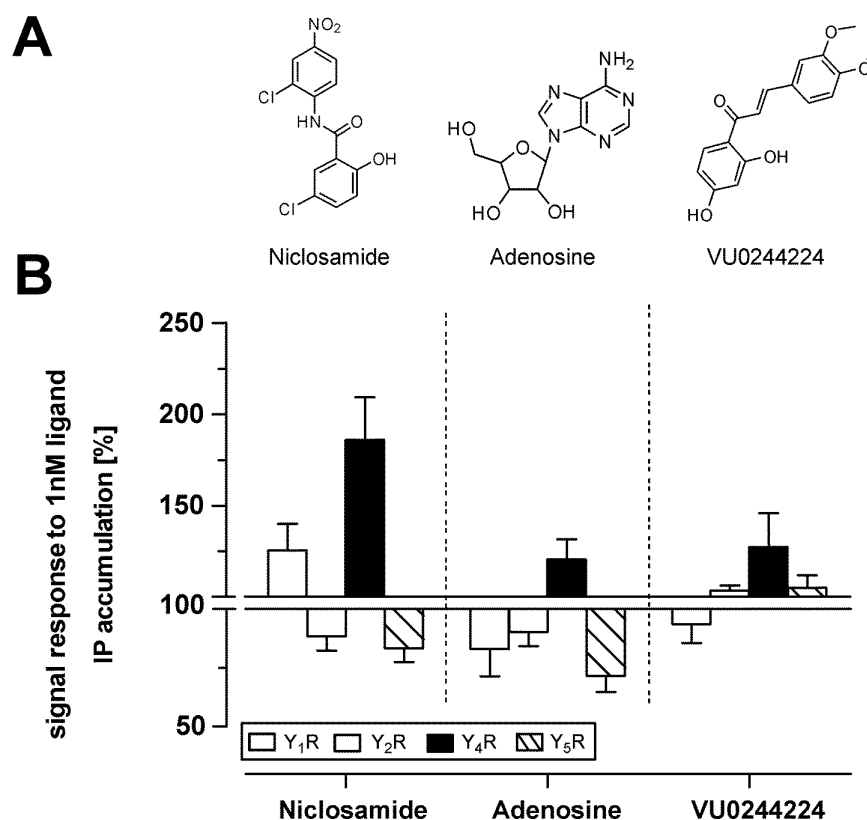 A
NO2
Cl
HN
O
OH
Cl
NH2
N
N
N
N
HO
O
HO
OH
O
O
O
OH
HO
Niclosamide
Adenosine
VU0244224
B
signal response to 1nM ligand
IP accumulation [%]
250
200
150
100
50
Y1R
Y2R
Y4R
Y5R
Niclosamide
Adenosine
VU0244224